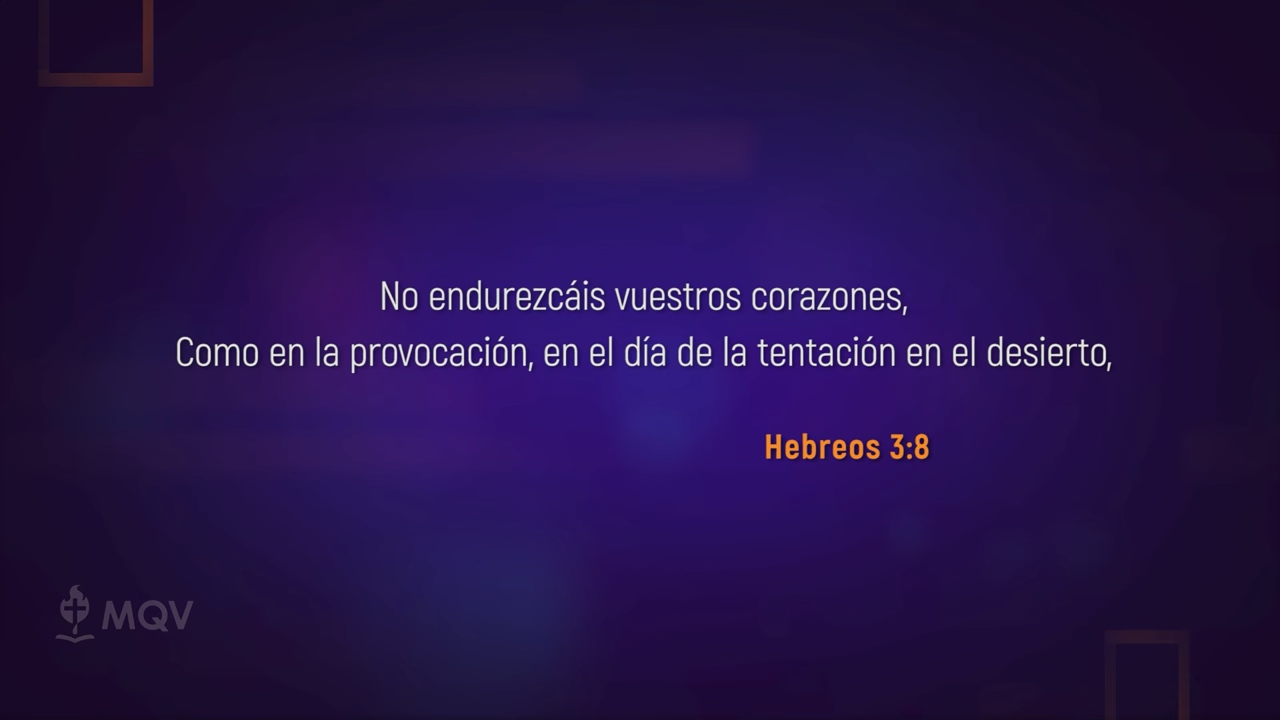 No endurezcáis vuestros corazones,
Como en la provocación, en el día de la tentación en el desierto,
Hebreos 3:8
MQV